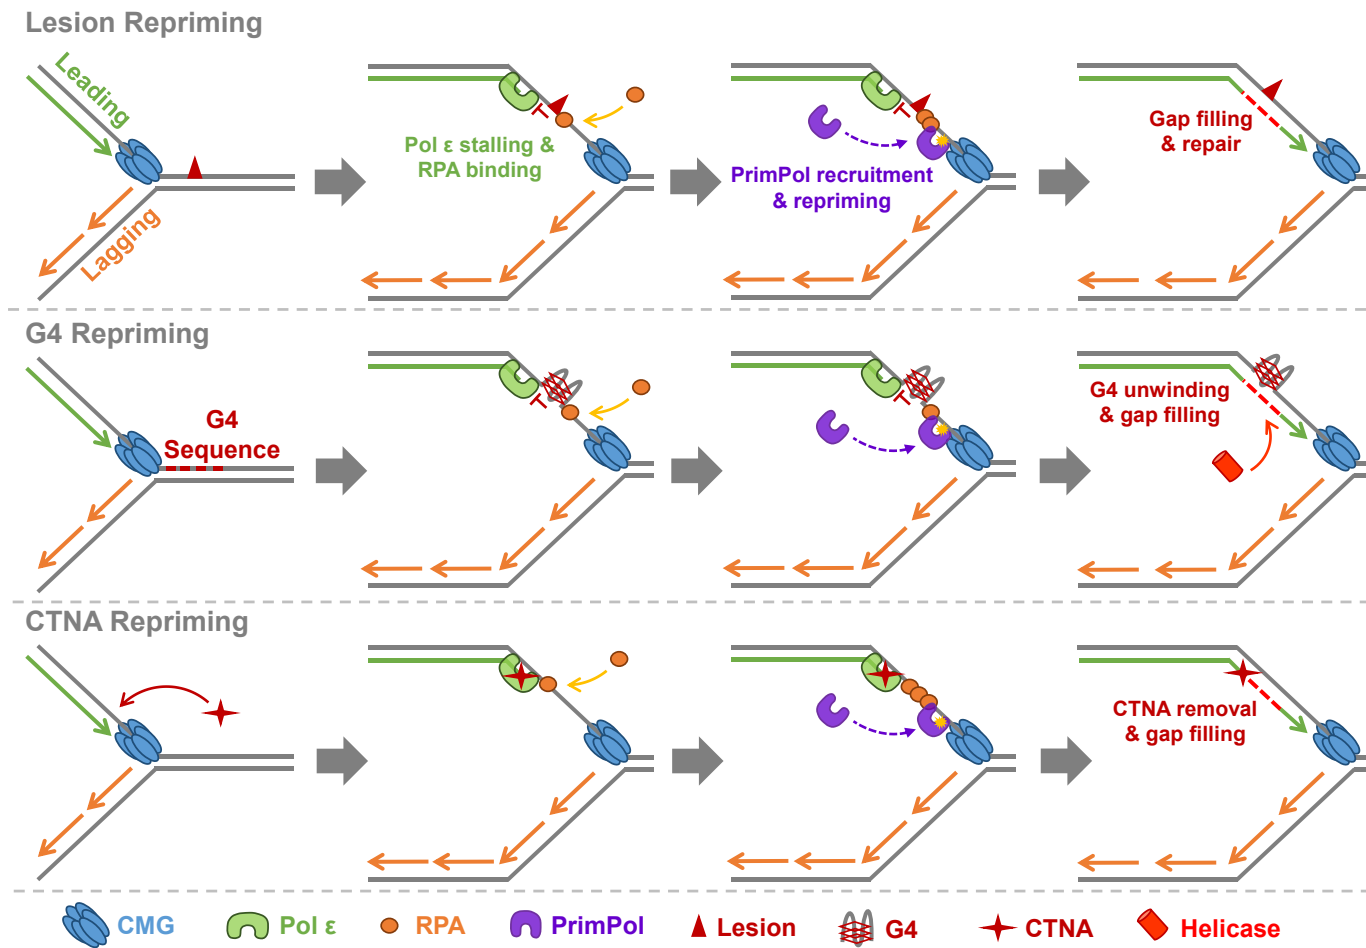 Lesion Repriming
Leading
Lagging
Pol ε stalling &
RPA binding
PrimPol recruitment
& repriming
Gap filling
& repair
G4 Repriming
G4
Sequence
G4 unwinding
& gap filling
CTNA Repriming
CTNA removal
& gap filling
CMG
Pol ε
RPA
PrimPol
Lesion
G4
CTNA
Helicase